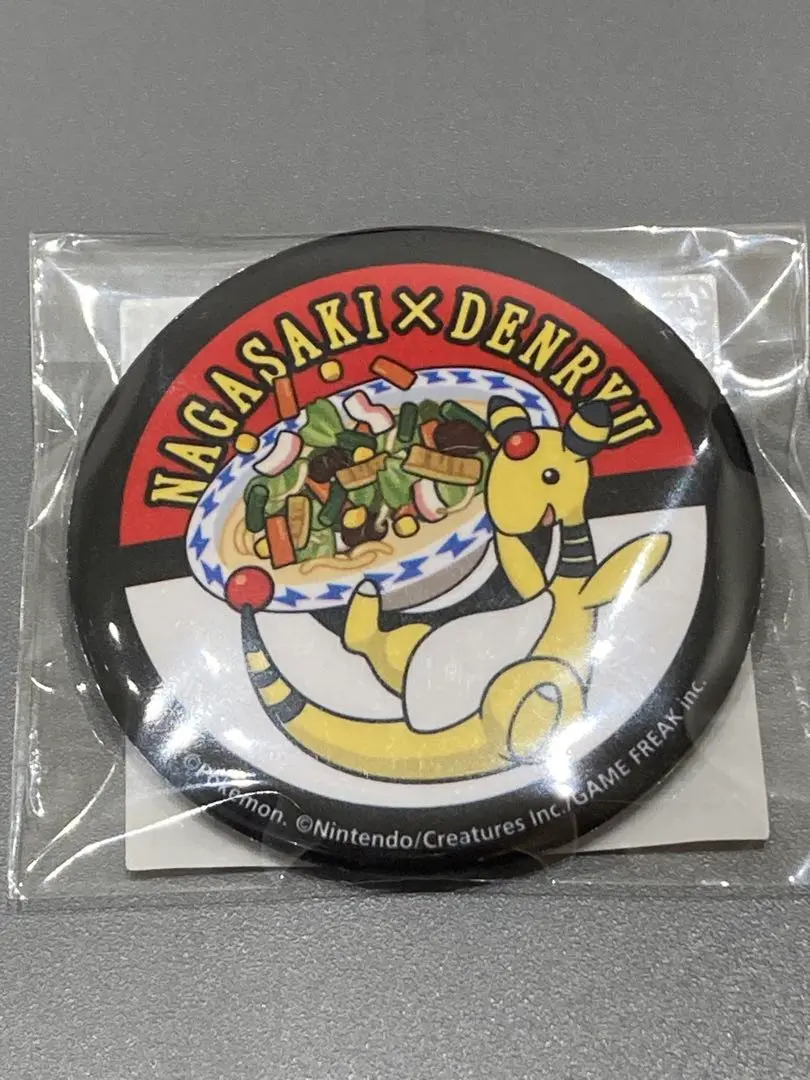 NAGASAKI×DENRYU
©Pokémon. ©Nintendo/Creatures Inc./GAME FREAK inc.